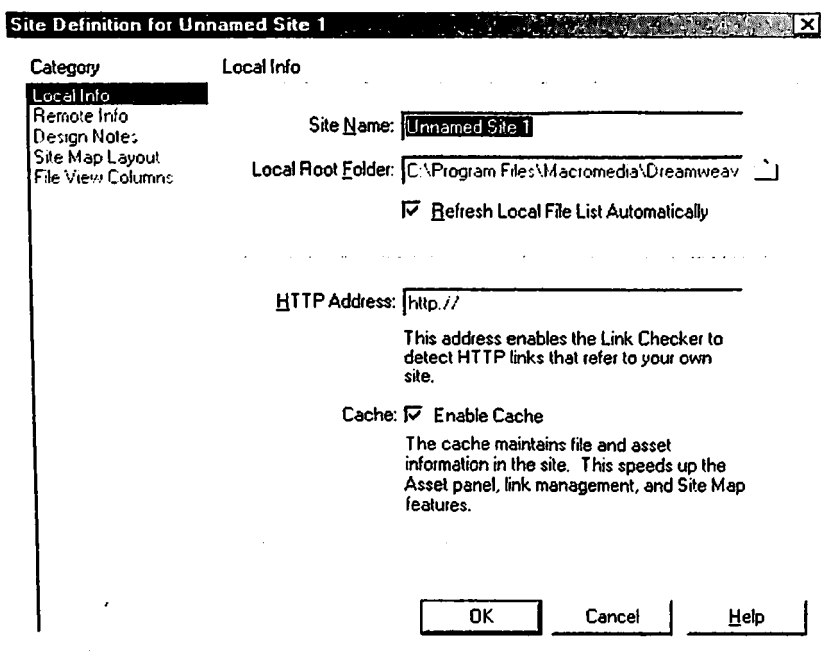 Site Definition for Unnamed Site 1
Category
Local Info
Local Info
Remote Info
Design Notes
Site Map Layout
File View Columns
Site Name: Unnamed Site 1
Local Root Folder: C:\Program Files\Macromedia\Dreamweav
Refresh Local File List Automatically
HTTP Address: http://
This address enables the Link Checker to
detect HTTP links that refer to your own
site.
Cache: Enable Cache
The cache maintains file and asset
information in the site. This speeds up the
Asset panel, link management, and Site Map
features.
OK
Cancel
Help